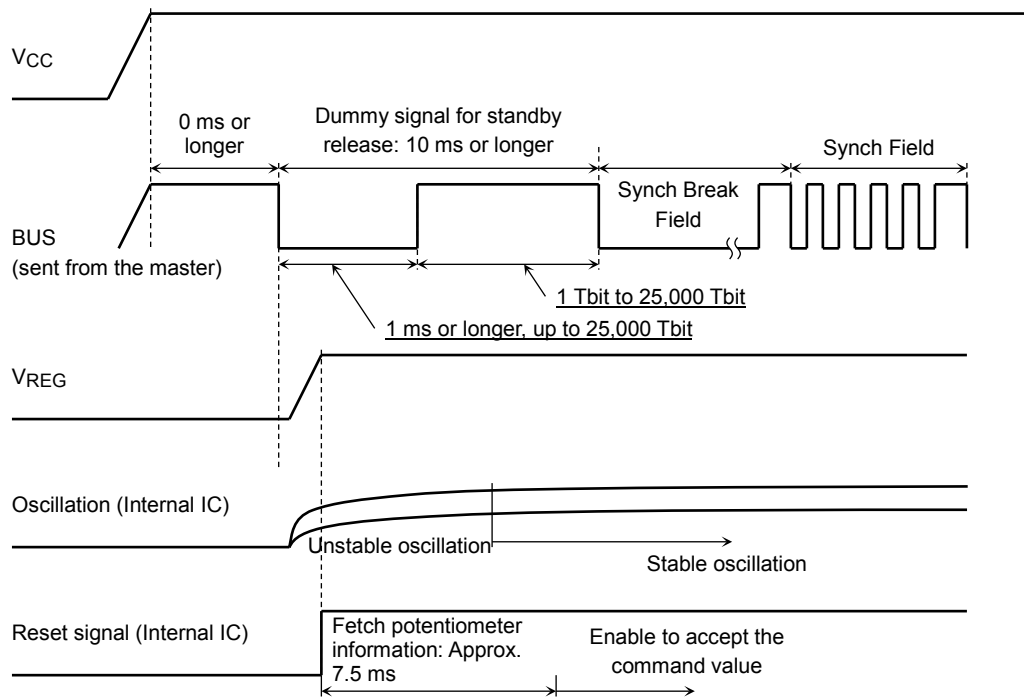 VCC
0 ms or
longer
Dummy signal for standby
release: 10 ms or longer
Synch Field
Synch Break
Field
BUS
(sent from the master)
1 Tbit to 25,000 Tbit
1 ms or longer, up to 25,000 Tbit
VREG
Oscillation (Internal IC)
Unstable oscillation
Stable oscillation
Reset signal (Internal IC)
Fetch potentiometer
information: Approx.
7.5 ms
Enable to accept the
command value